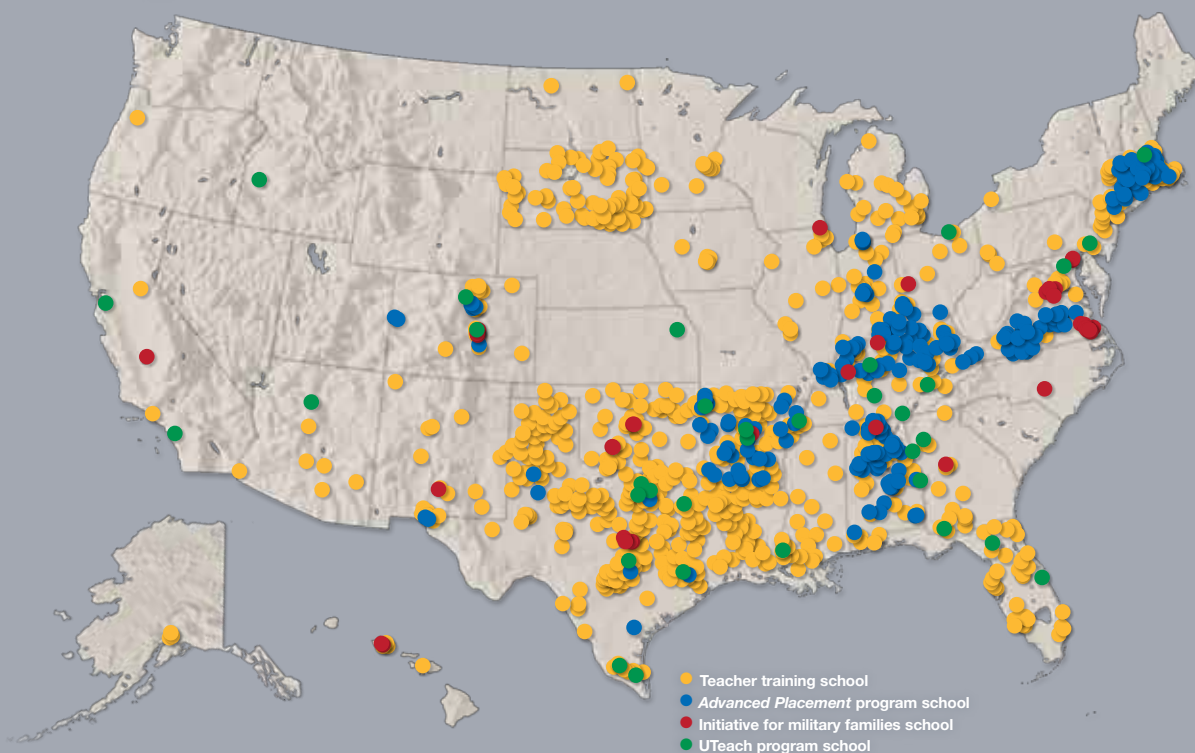 Teacher training school
Advanced Placement program school
Initiative for military families school
UTeach program school